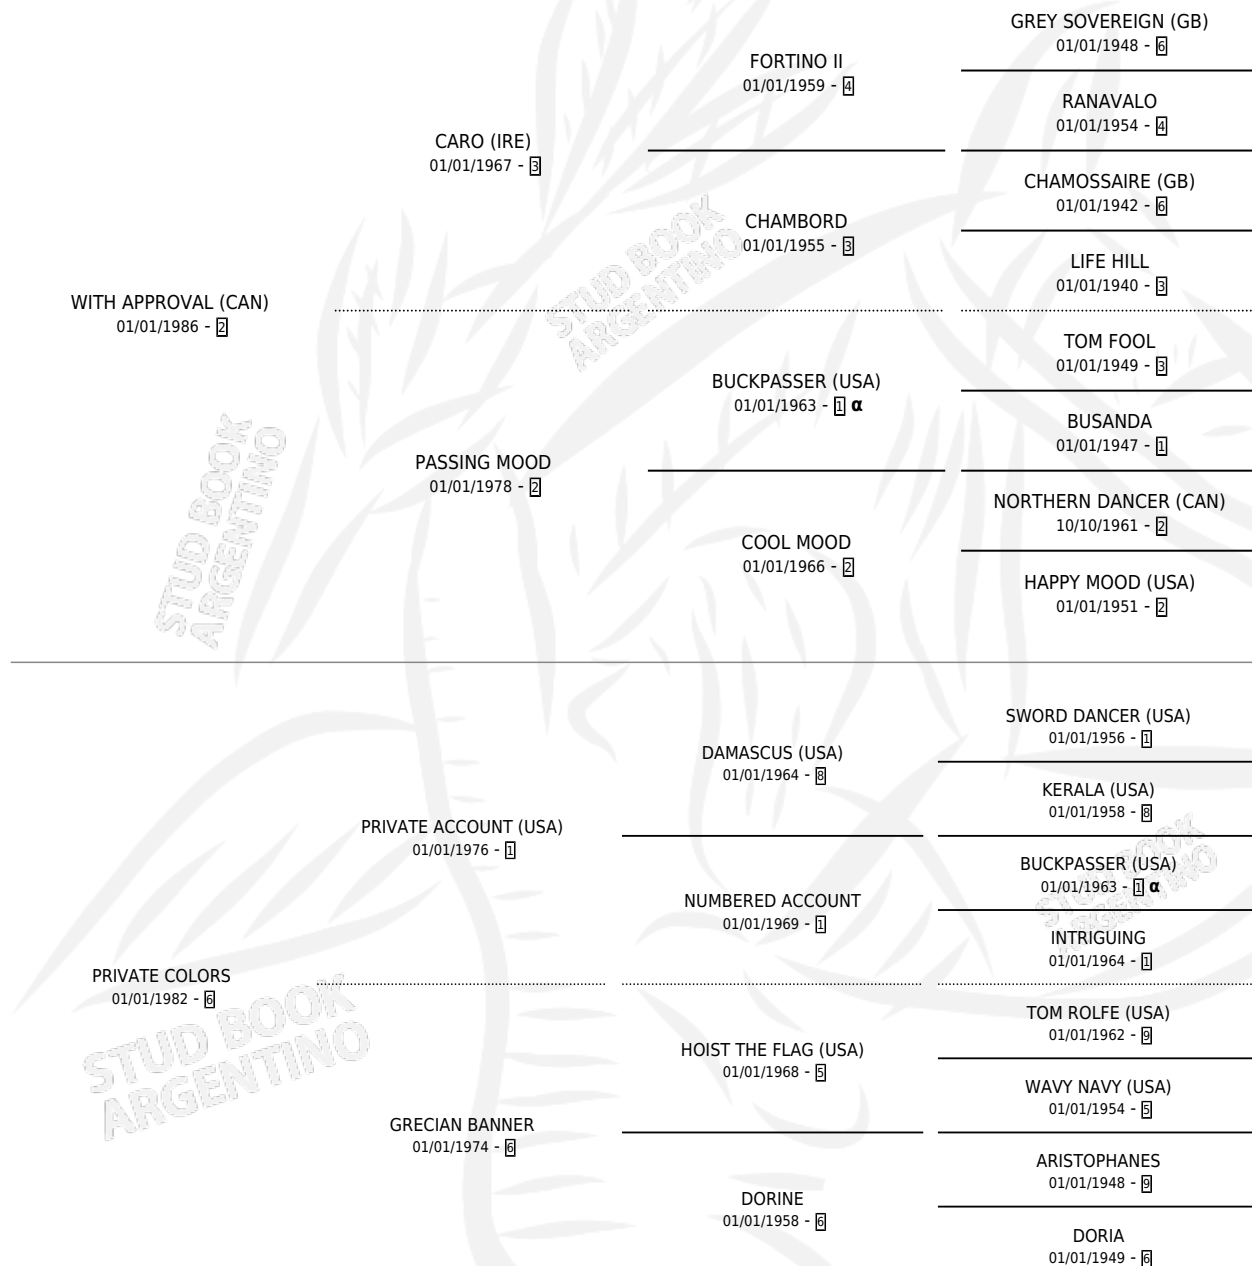 GREY SOVEREIGN (GB)
01/01/1948 - 6
FORTINO II
01/01/1959 - 4
RANAVALO
01/01/1954 - 4
CARO (IRE)
01/01/1967 - 3
CHAMOSSAIRE (GB)
01/01/1942 - 6
CHAMBORD
01/01/1955 - 3
LIFE HILL
01/01/1940 - 3
WITH APPROVAL (CAN)
01/01/1986 - 2
STUD BOOK
ARGENTINO
TOM FOOL
01/01/1949 - 3
BUCKPASSER (USA)
01/01/1963 - 1 α
BUSANDA
01/01/1947 - 1
PASSING MOOD
01/01/1978 - 2
NORTHERN DANCER (CAN)
10/10/1961 - 2
COOL MOOD
01/01/1966 - 2
HAPPY MOOD (USA)
01/01/1951 - 2
STUD BOOK
ARGENTINO
SWORD DANCER (USA)
01/01/1956 - 1
DAMASCUS (USA)
01/01/1964 - 8
KERALA (USA)
01/01/1958 - 8
PRIVATE ACCOUNT (USA)
01/01/1976 - 1
BUCKPASSER (USA)
01/01/1963 - 1 α
NUMBERED ACCOUNT
01/01/1969 - 1
INTRIGUING
01/01/1964 - 1
STUD BOOK
ARGENTINO
PRIVATE COLORS
01/01/1982 - 6
TOM ROLFE (USA)
01/01/1962 - 9
HOIST THE FLAG (USA)
01/01/1968 - 5
WAVY NAVY (USA)
01/01/1954 - 5
STUD BOOK
ARGENTINO
GRECIAN BANNER
01/01/1974 - 6
ARISTOPHANES
01/01/1948 - 9
DORINE
01/01/1958 - 6
DORIA
01/01/1949 - 6